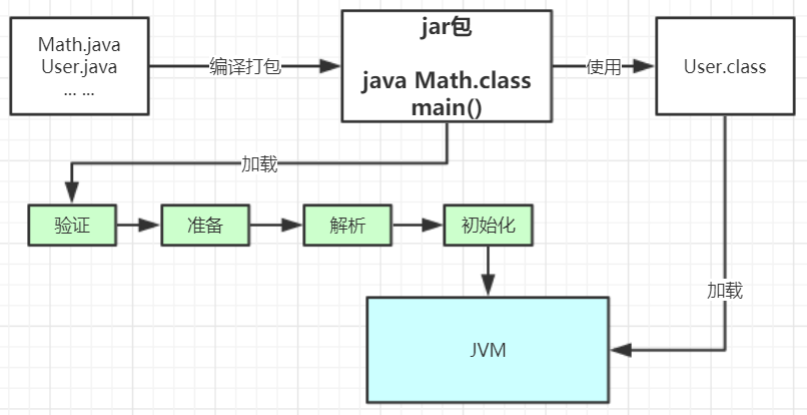 Math.java
User.java
... ...
编译打包
jar包
java Math.class
main()
使用
User.class
加载
验证
准备
解析
初始化
加载
JVM